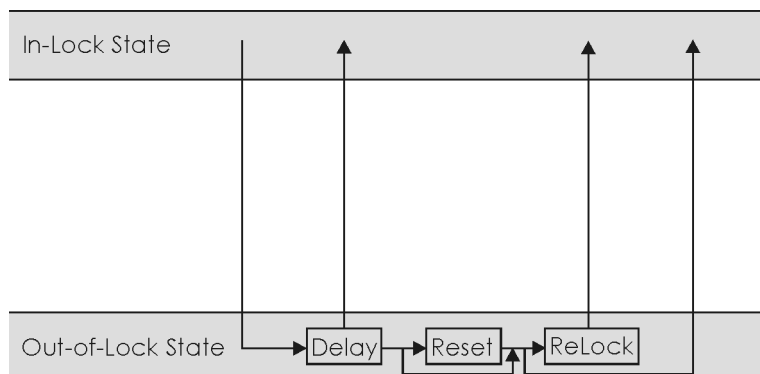 In-Lock State
Out-of-Lock State
Delay
Reset
ReLock